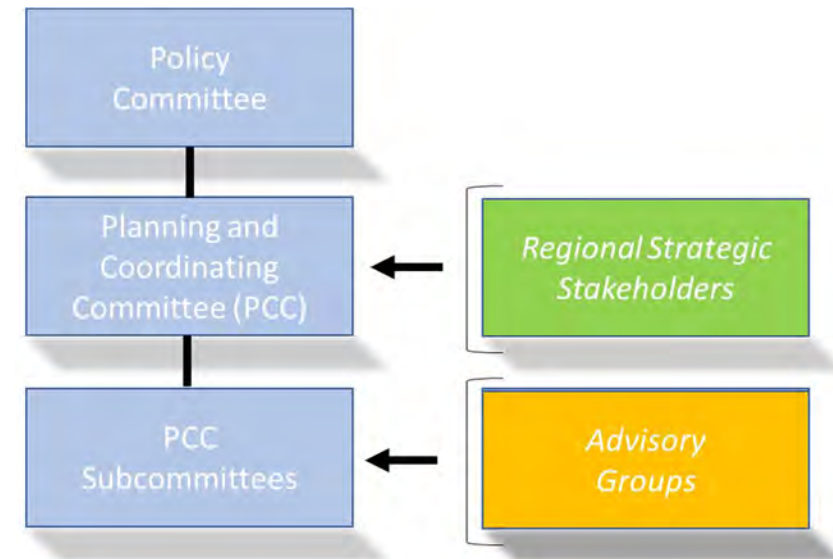 Policy
Committee
Planning and
Coordinating
Committee (PCC)
Regional Strategic
Stakeholders
PCC
Subcommittees
Advisory
Groups